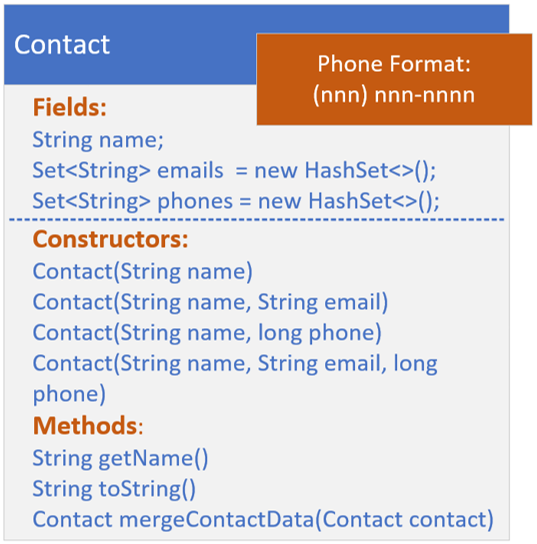 Contact
Phone Format:
(nnn) nnn-nnnn
Fields:
String name;
Set<String> emails  = new HashSet<>();
Set<String> phones = new HashSet<>();
Constructors:
Contact(String name)
Contact(String name, String email)
Contact(String name, long phone)
Contact(String name, String email, long
phone)
Methods:
String getName()
String toString()
Contact mergeContactData(Contact contact)